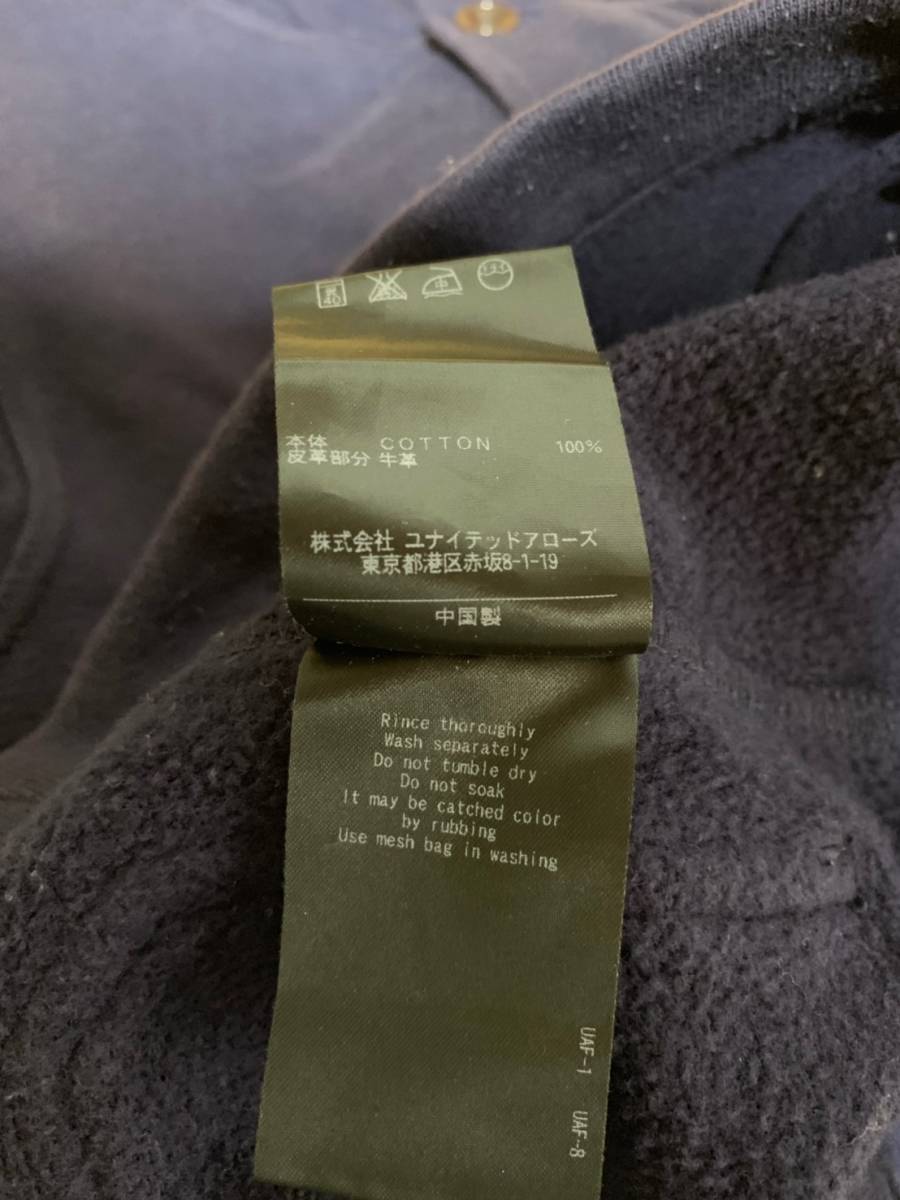 中
本体 COTTON 100%
皮革部分 牛革
株式会社 ユナイテッドアローズ
東京都港区赤坂8-1-19
中国製
Rince thoroughly
Wash separately
Do not tumble dry
Do not soak
It may be catched color
by rubbing
Use mesh bag in washing
UAF-1 UAF-8